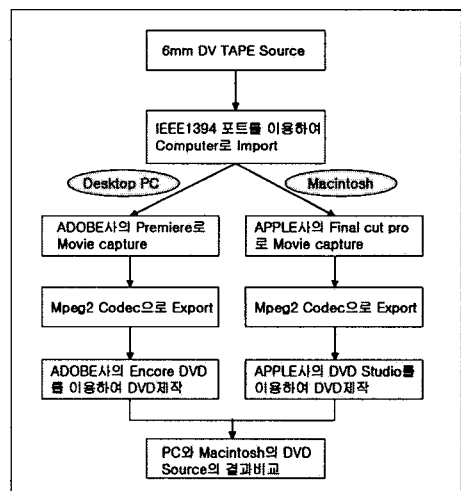 6mm DV TAPE Source
IEEE1394 포트를 이용하여
Computer로 Import
Desktop PC
Macintosh
ADOBE사의 Premiere로
Movie capture
APPLE사의 Final cut pro
로 Movie capture
Mpeg2 Codec으로 Export
Mpeg2 Codec으로 Export
ADOBE사의 Encore DVD
를 이용하여 DVD제작
APPLE사의 DVD Studio를
이용하여 DVD제작
PC와 Macintosh의 DVD
Source의 결과비교